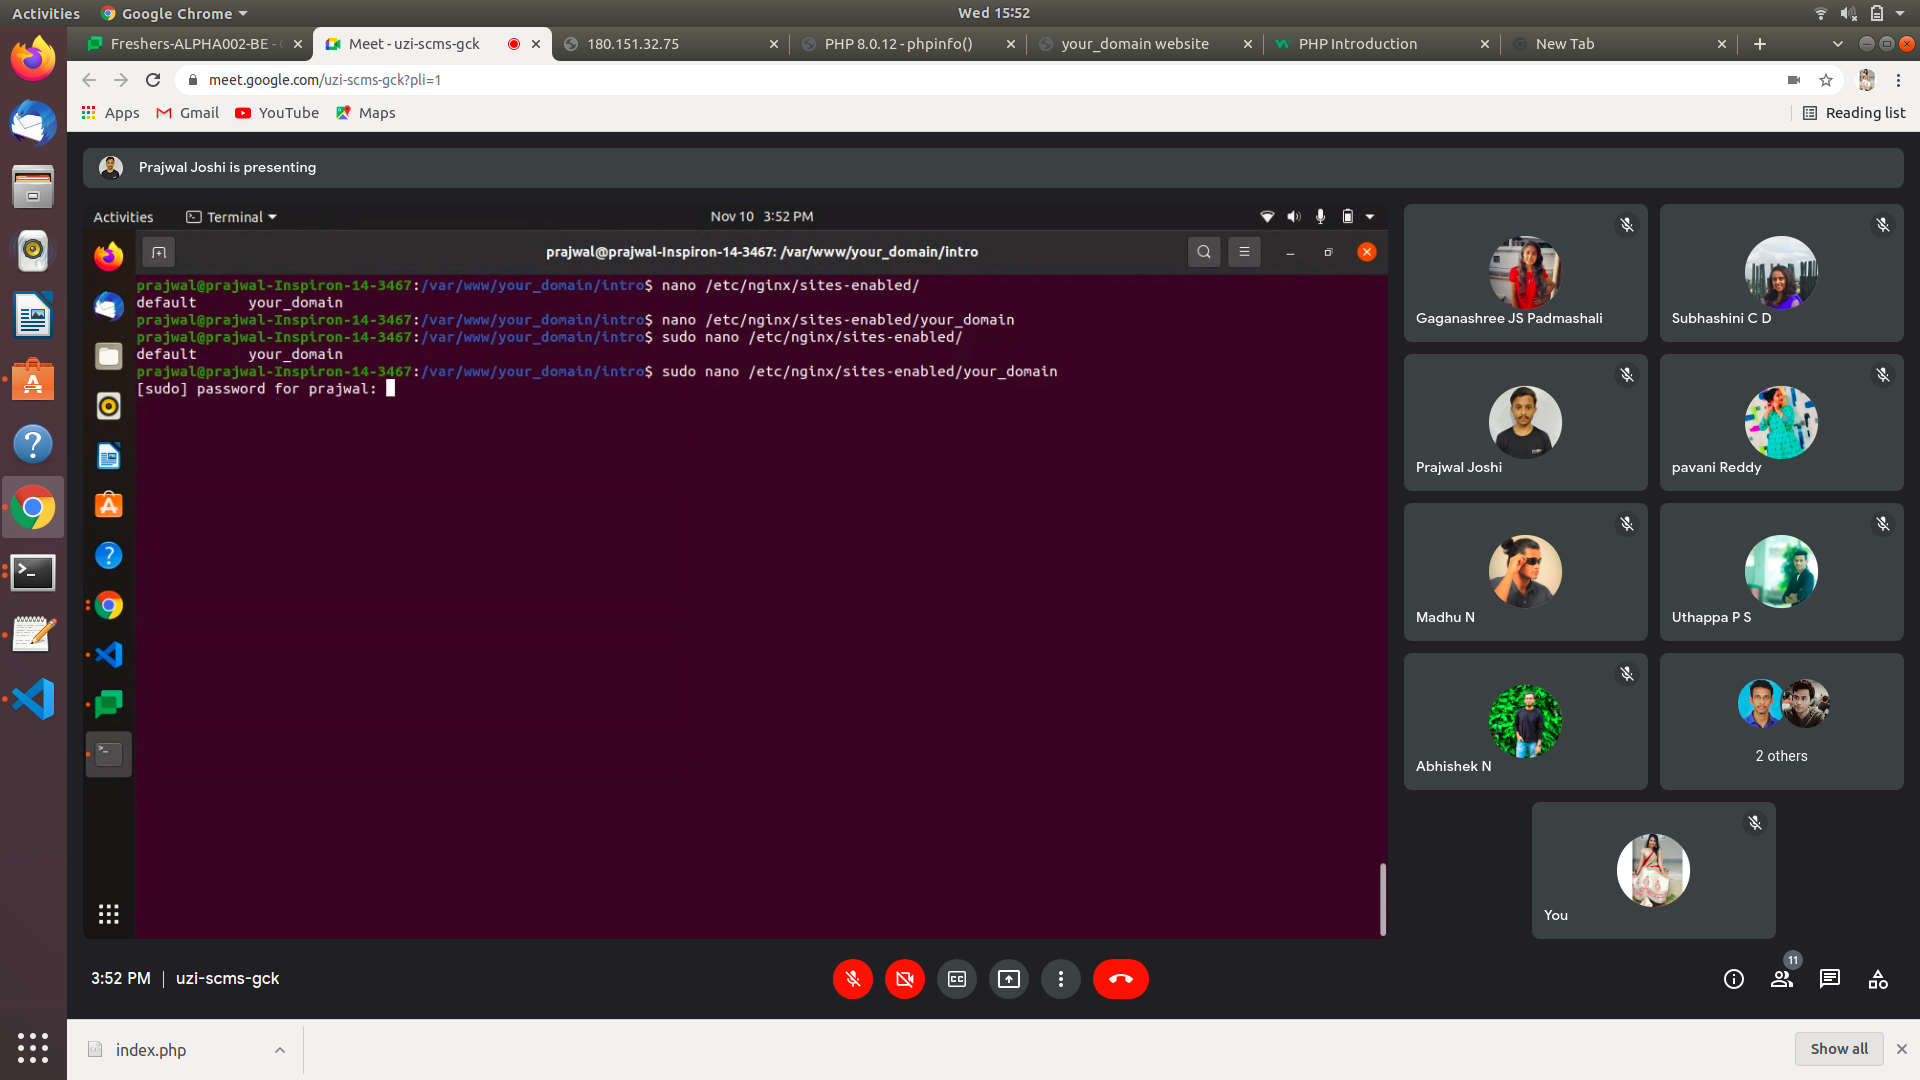 Activities Google Chrome Wed 15:52
Freshers-ALPHA002-BE - Meet - uzi-scms-gck 180.151.32.75 PHP 8.0.12 - phpinfo() your_domain website PHP Introduction New Tab
meet.google.com/uzi-scms-gck?pli=1
Apps Gmail YouTube Maps Reading list
Prajwal Joshi is presenting
Activities Terminal Nov 10 3:52 PM
prajwal@prajwal-Inspiron-14-3467: /var/www/your_domain/intro
prajwal@prajwal-Inspiron-14-3467:/var/www/your_domain/intro$ nano /etc/nginx/sites-enabled/
default your_domain
prajwal@prajwal-Inspiron-14-3467:/var/www/your_domain/intro$ nano /etc/nginx/sites-enabled/your_domain
prajwal@prajwal-Inspiron-14-3467:/var/www/your_domain/intro$ sudo nano /etc/nginx/sites-enabled/
default your_domain
prajwal@prajwal-Inspiron-14-3467:/var/www/your_domain/intro$ sudo nano /etc/nginx/sites-enabled/your_domain
[sudo] password for prajwal:
Gaganashree JS Padmashali Subhashini C D
Prajwal Joshi pavani Reddy
Madhu N Uthappa P S
Abhishek N 2 others
You
3:52 PM | uzi-scms-gck 11
index.php Show all